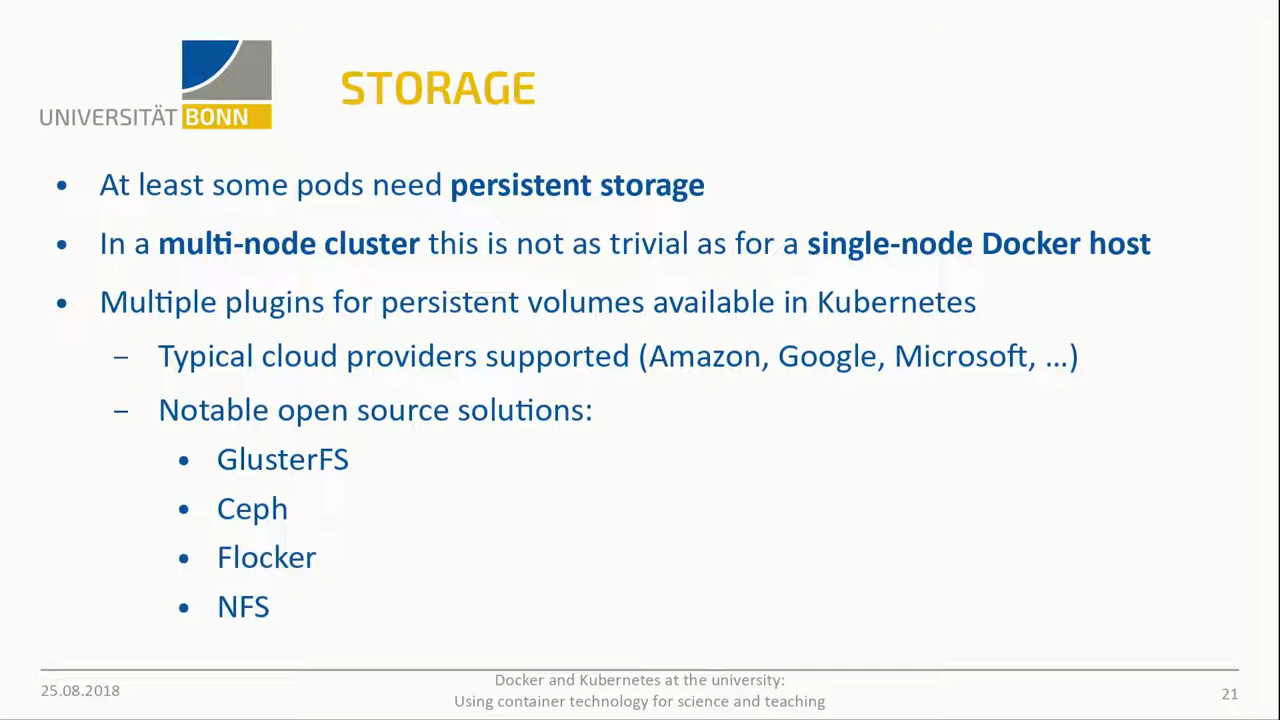 UNIVERSITÄT BONN
STORAGE
• At least some pods need persistent storage
• In a multi-node cluster this is not as trivial as for a single-node Docker host
• Multiple plugins for persistent volumes available in Kubernetes
– Typical cloud providers supported (Amazon, Google, Microsoft, …)
– Notable open source solutions:
• GlusterFS
• Ceph
• Flocker
• NFS
25.08.2018
Docker and Kubernetes at the university:
Using container technology for science and teaching
21